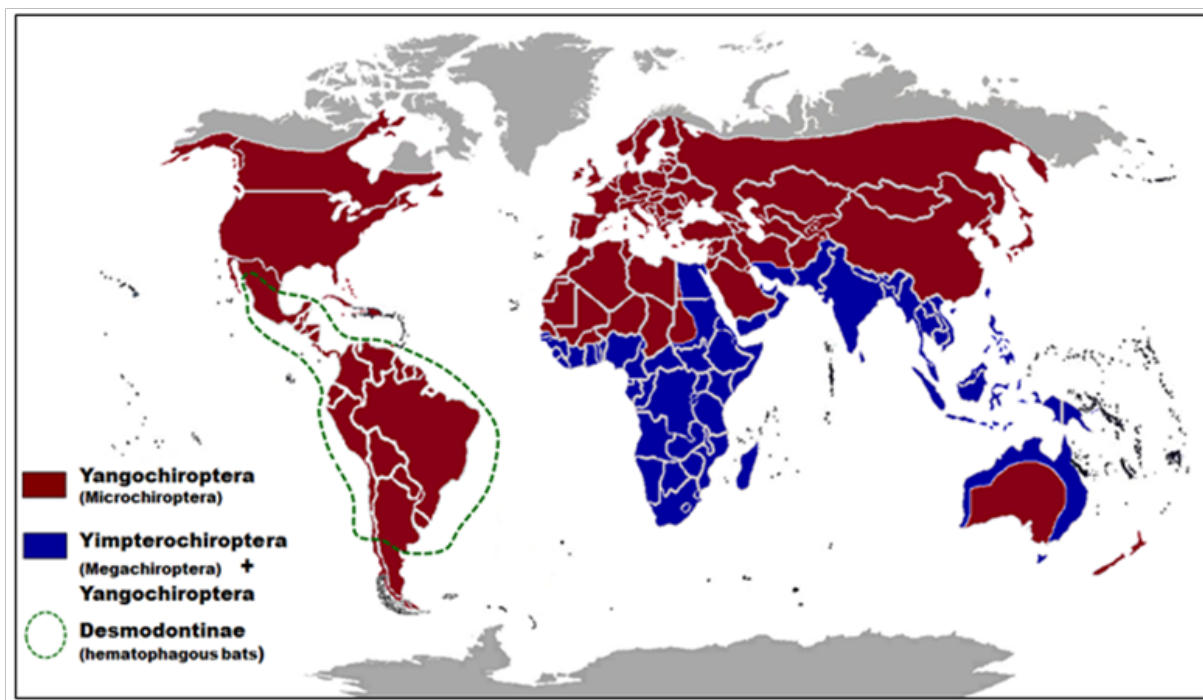 Yangochiroptera
(Microchiroptera)
Yimpterochiroptera
(Megachiroptera) +
Yangochiroptera
Desmodontinae
(hematophagous bats)